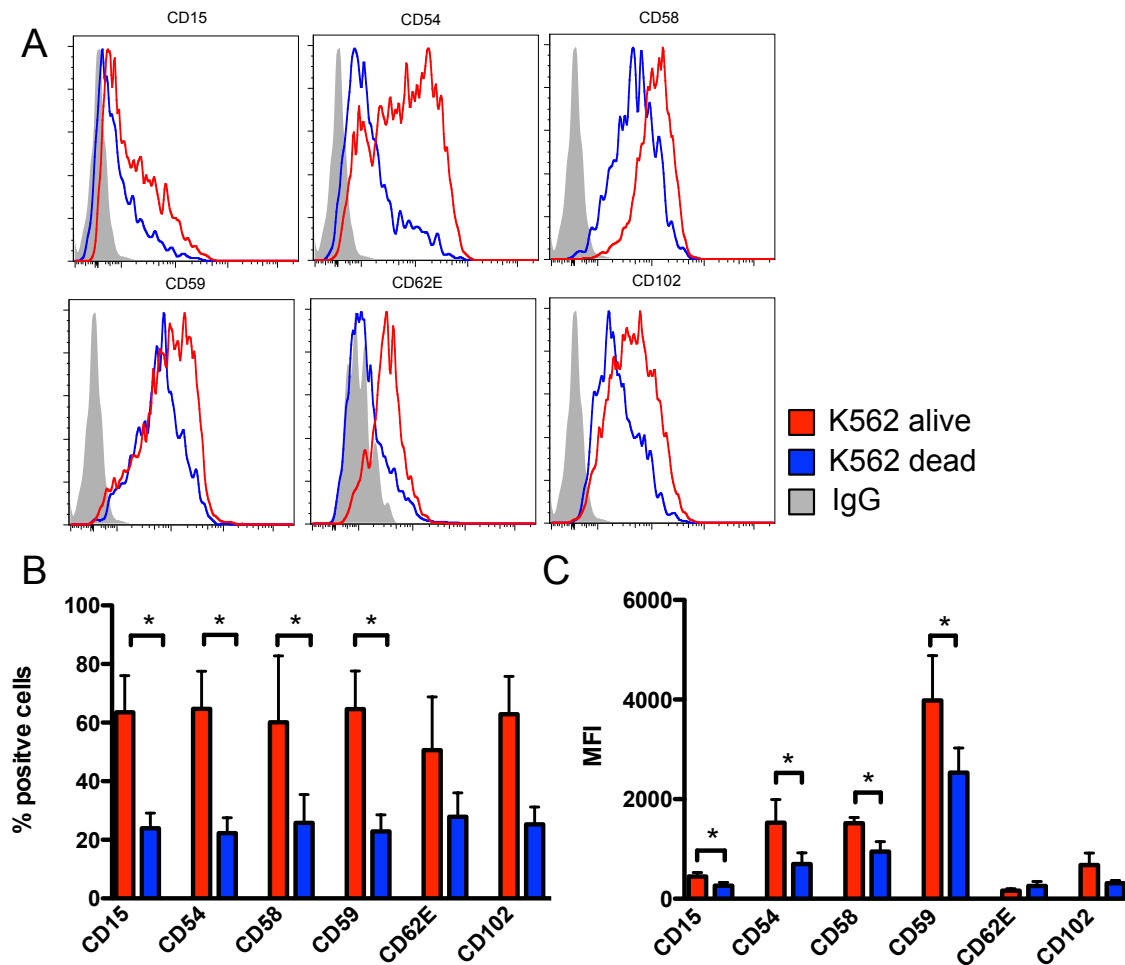 A
CD15
CD54
CD58
CD59
CD62E
CD102
K562 alive
K562 dead
IgG
B
% positve cells
100
80
60
40
20
0
*
*
*
*
CD15
CD54
CD58
CD59
CD62E
CD102
C
MFI
6000
4000
2000
0
*
*
*
*
CD15
CD54
CD58
CD59
CD62E
CD102